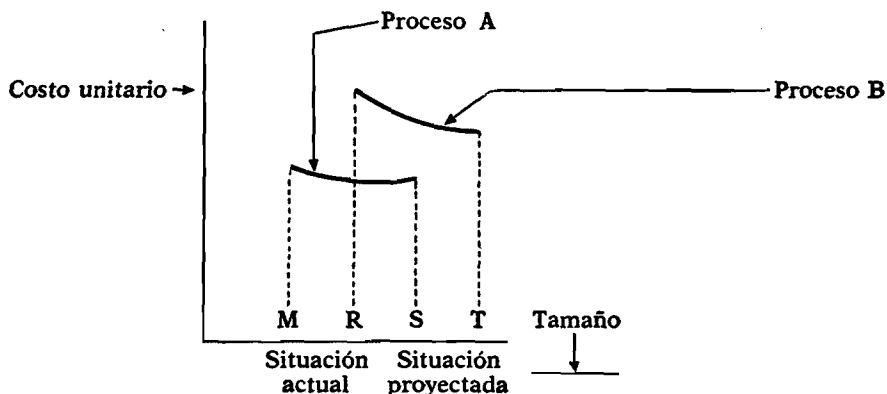 Proceso A
Costo unitario
Proceso B
M R S T Tamaño
Situación actual
Situación proyectada